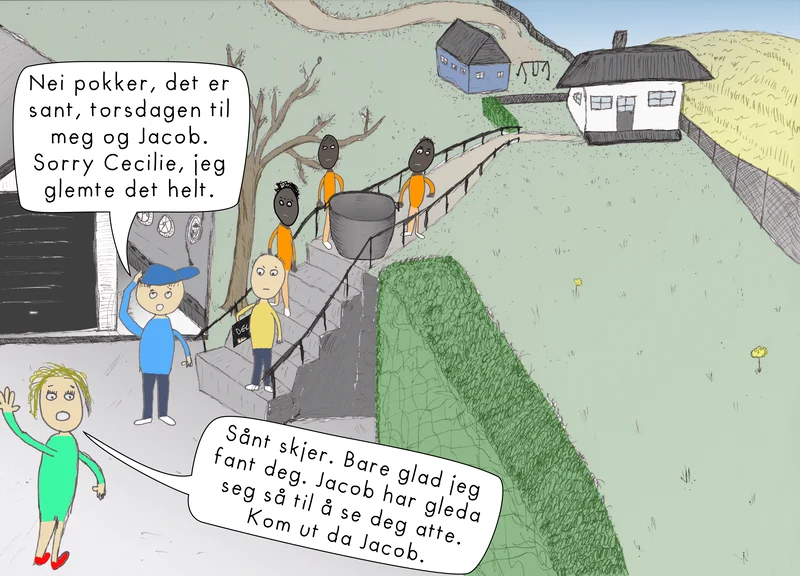 Nei pokker, det er
sant, torsdagen til
meg og Jacob.
Sorry Cecilie, jeg
glemte det helt.
DEC
Sånt skjer. Bare glad jeg
fant deg. Jacob har gleda
seg så til å se deg atte.
Kom ut da Jacob.